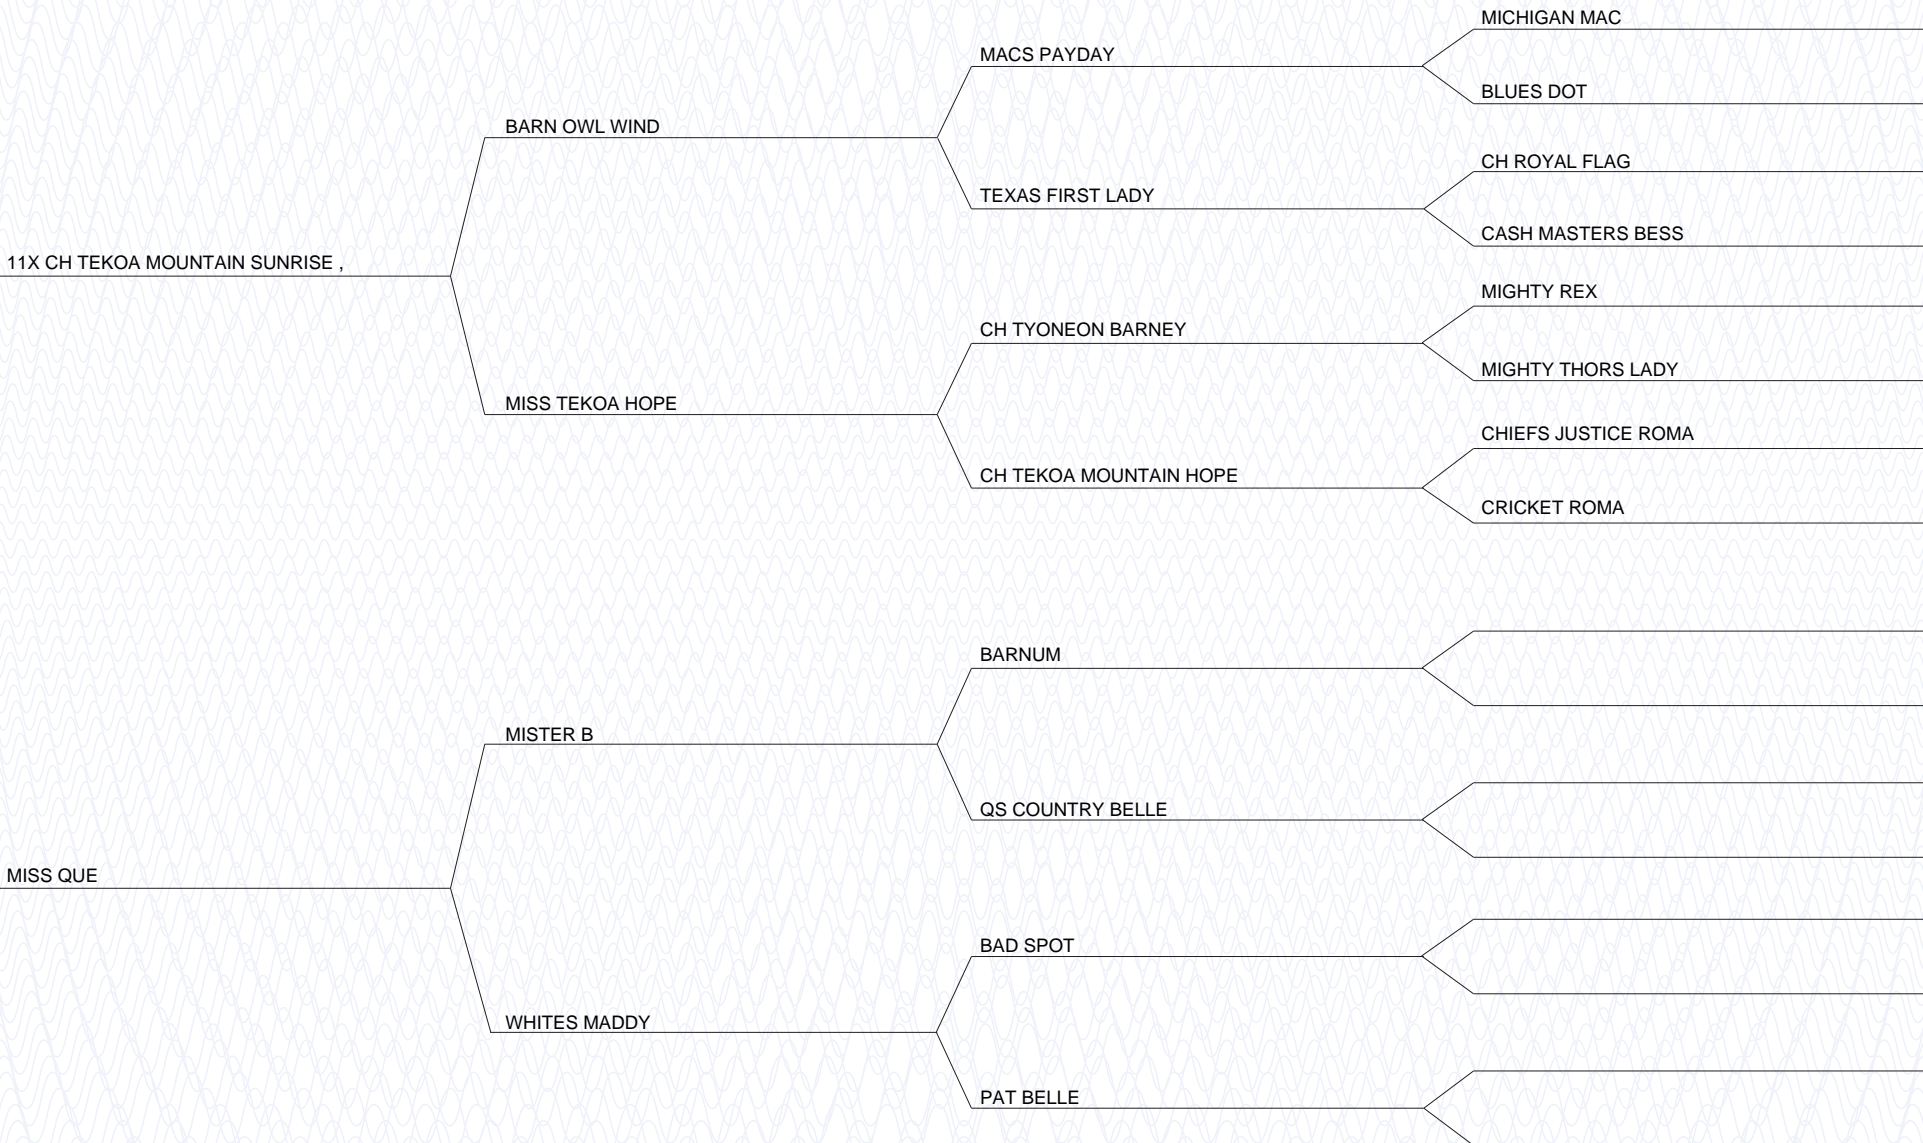 MICHIGAN MAC
MACS PAYDAY
BLUES DOT
BARN OWL WIND
CH ROYAL FLAG
TEXAS FIRST LADY
CASH MASTERS BESS
11X CH TEKOA MOUNTAIN SUNRISE ,
MIGHTY REX
CH TYONEON BARNEY
MIGHTY THORS LADY
MISS TEKOA HOPE
CHIEFS JUSTICE ROMA
CH TEKOA MOUNTAIN HOPE
CRICKET ROMA
BARNUM
MISTER B
QS COUNTRY BELLE
MISS QUE
BAD SPOT
WHITES MADDY
PAT BELLE